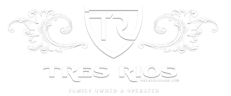 TRES RIOS
FAMILY OWNED & OPERATED